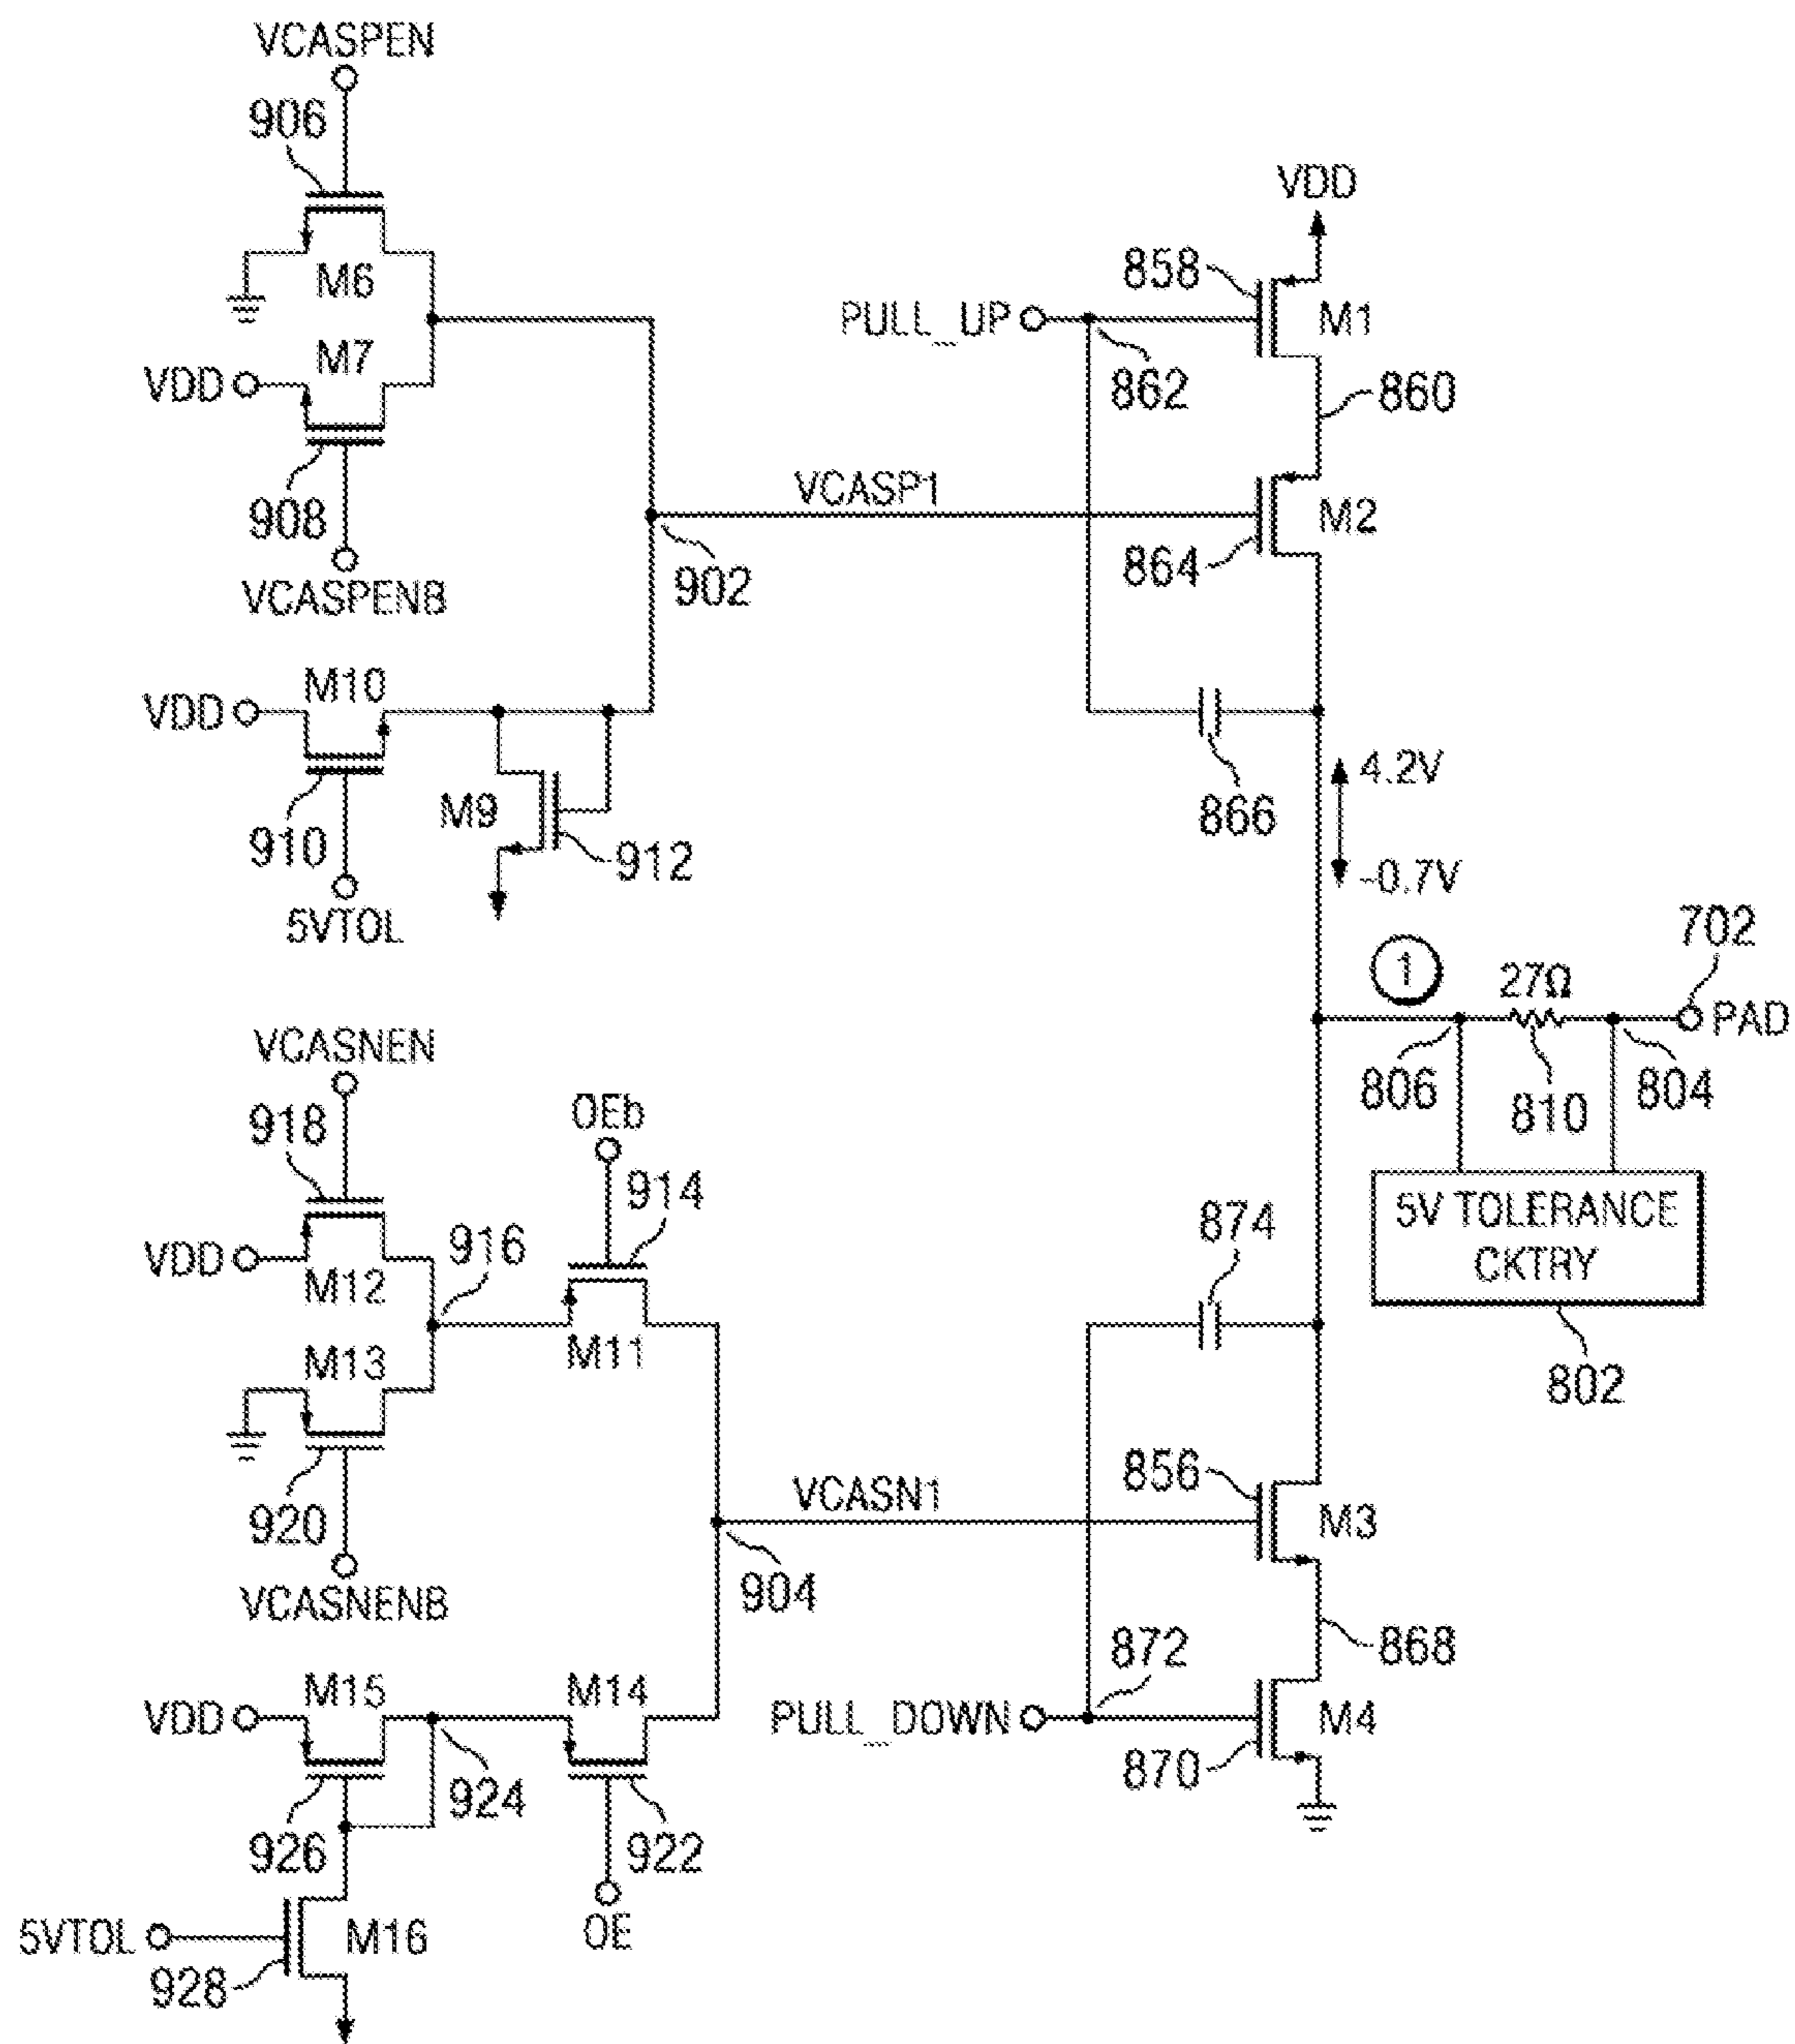 VCASPEN
906
M6
M7
VDD
908
VCASPENB
VDD
M10
M9
910
912
5VTOL
VDD
858
PULL_UP
M1
862
860
VCASP1
M2
864
902
866
4.2V
-0.7V
702
1
27Ω
PAD
806
810
804
5V TOLERANCE
CKTRY
802
VCASNEN
918
OEb
914
VDD
M12
916
M11
M13
920
VCASNENB
874
856
VCASN1
M3
904
868
872
VDD
M15
M14
PULL_DOWN
M4
870
924
926
922
5VTOL
M16
928
OE